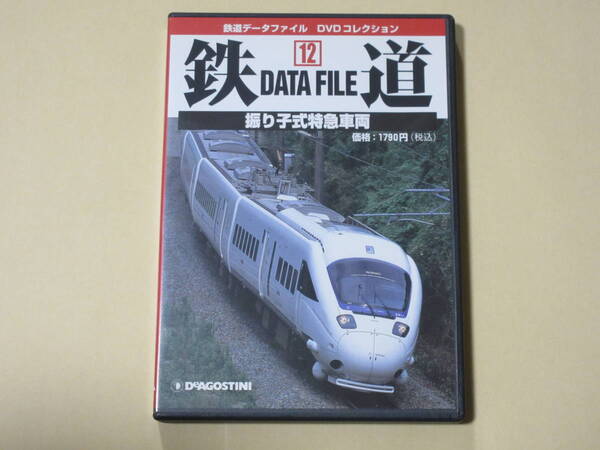 鉄道データファイル DVDコレクション
12
鉄 DATA FILE 道
振り子式特急車両
価格：1790円（税込）
DeAGOSTINI